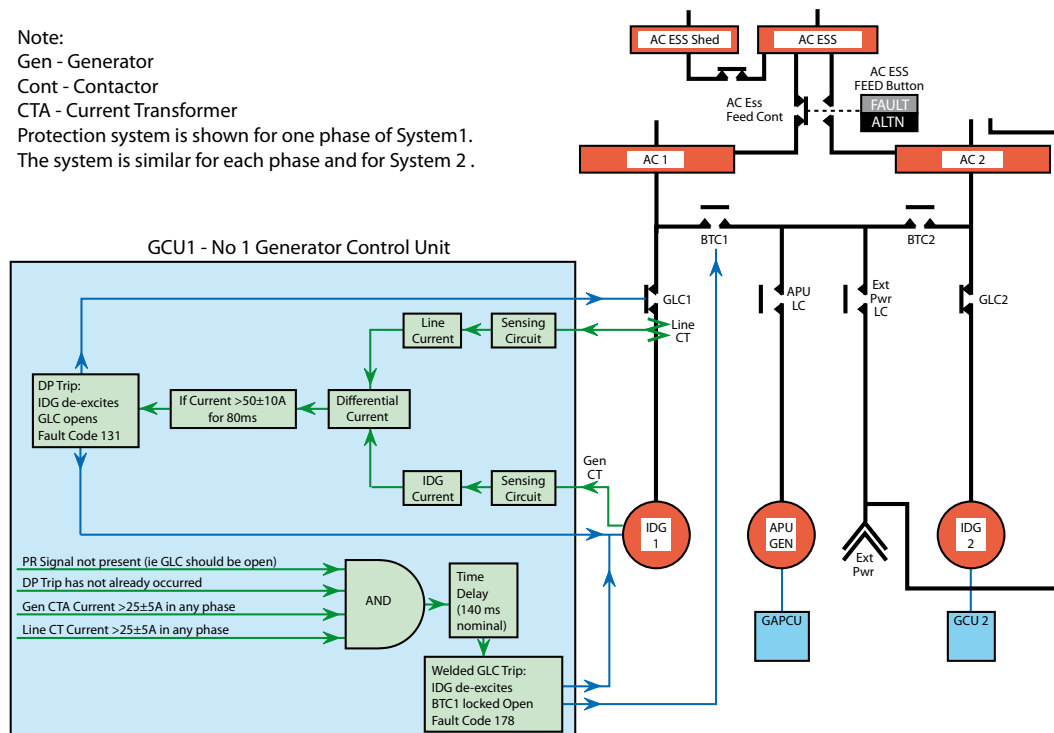 Note:
Gen - Generator
Cont - Contactor
CTA - Current Transformer
Protection system is shown for one phase of System1.
The system is similar for each phase and for System 2 .
AC ESS Shed
AC ESS
AC Ess
Feed Cont
AC ESS
FEED Button
FAULT
ALTN
AC 1
AC 2
BTC1
BTC2
GCU1 - No 1 Generator Control Unit
GLC1
APU
LC
Ext
Pwr
LC
GLC2
Line
Current
Sensing
Circuit
Line
CT
DP Trip:
IDG de-excites
GLC opens
Fault Code 131
If Current >50±10A
for 80ms
Differential
Current
IDG
Current
Sensing
Circuit
Gen
CT
IDG
1
APU
GEN
Ext
Pwr
IDG
2
PR Signal not present (ie GLC should be open)
DP Trip has not already occurred
Gen CTA Current >25±5A in any phase
Line CT Current >25±5A in any phase
AND
Time
Delay
(140 ms
nominal)
Welded GLC Trip:
IDG de-excites
BTC1 locked Open
Fault Code 178
GAPCU
GCU 2